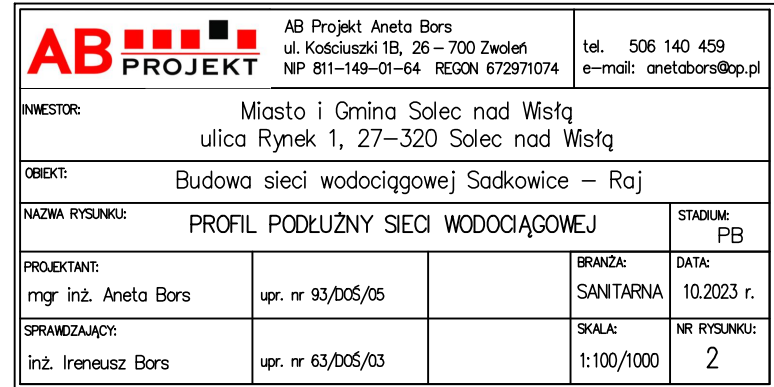 AB PROJEKT
AB Projekt Aneta Bors
ul. Kościuszki 1B, 26 – 700 Zwoleń
NIP 811–149–01–64 REGON 672971074
tel. 506 140 459
e–mail: anetabors@op.pl
INWESTOR:
Miasto i Gmina Solec nad Wisłą
ulica Rynek 1, 27–320 Solec nad Wisłą
OBIEKT:
Budowa sieci wodociągowej Sadkowice – Raj
NAZWA RYSUNKU:
PROFIL PODŁUŻNY SIECI WODOCIĄGOWEJ
STADIUM:
PB
PROJEKTANT:
mgr inż. Aneta Bors
upr. nr 93/DOŚ/05
BRANŻA:
SANITARNA
DATA:
10.2023 r.
SPRAWDZAJĄCY:
inż. Ireneusz Bors
upr. nr 63/DOŚ/03
SKALA:
1:100/1000
NR RYSUNKU:
2